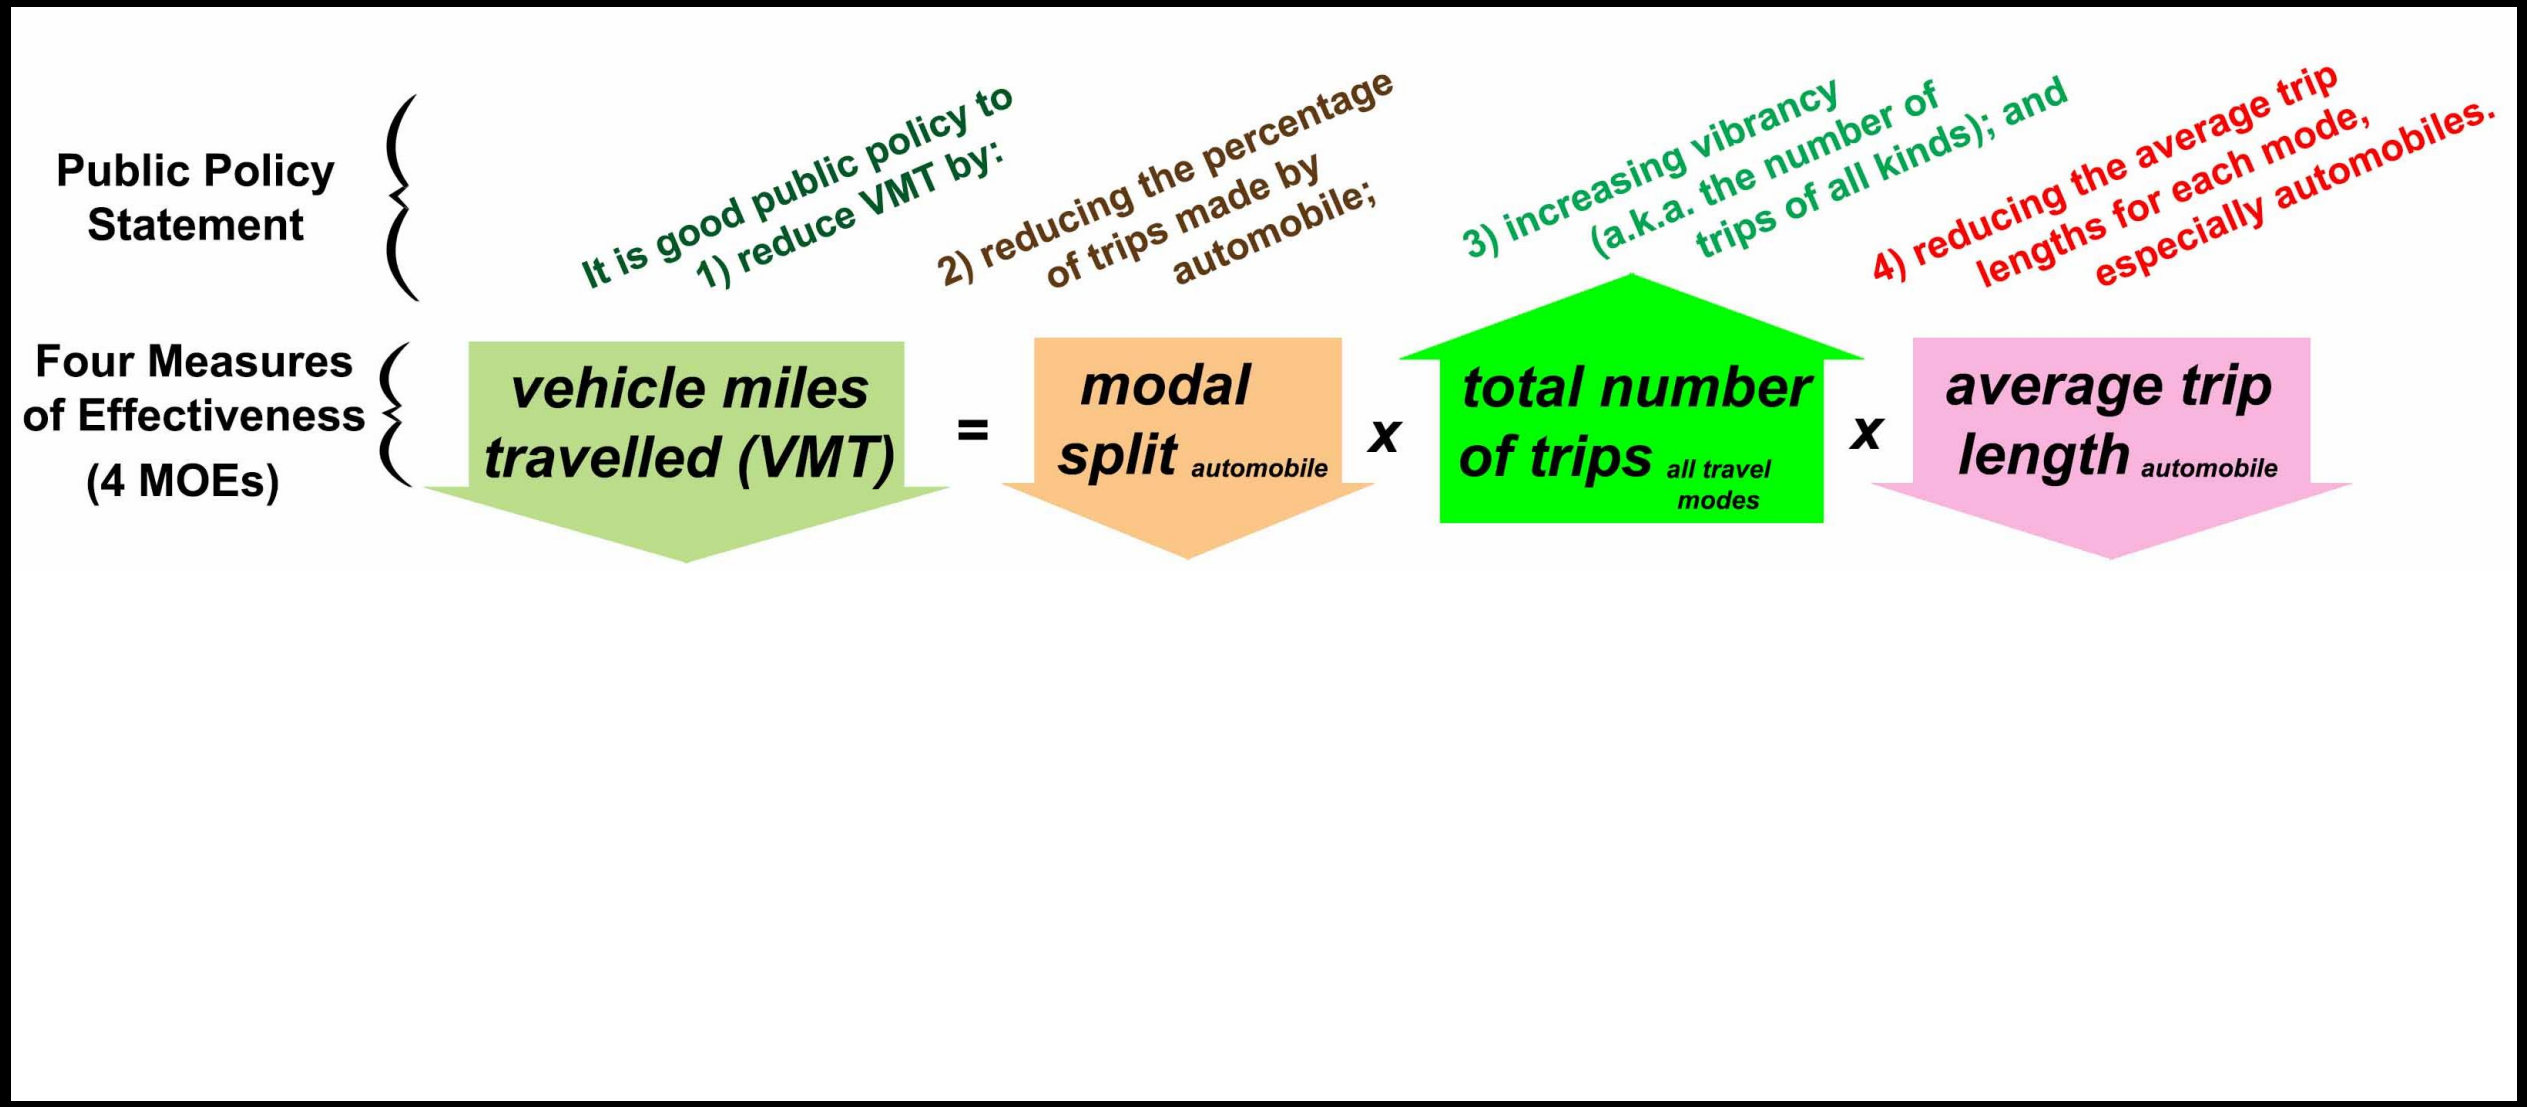 Public Policy
Statement
It is good public policy to
1) reduce VMT by:
2) reducing the percentage
of trips made by
automobile;
3) increasing vibrancy
(a.k.a. the number of
trips of all kinds); and
4) reducing the average trip
lengths for each mode,
especially automobiles.
Four Measures
of Effectiveness
(4 MOEs)
vehicle miles
travelled (VMT)
=
modal
split automobile
x
total number
of trips all travel
modes
x
average trip
length automobile